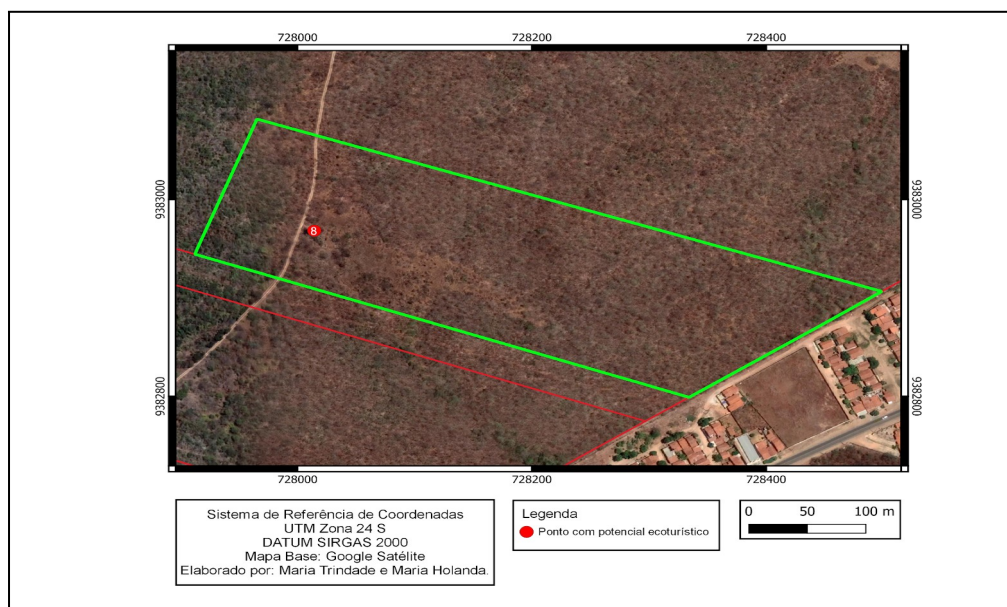 728000 728200 728400
9383000 9383000
8
9382800 9382800
728000 728200 728400
Sistema de Referência de Coordenadas
UTM Zona 24 S
DATUM SIRGAS 2000
Mapa Base: Google Satélite
Elaborado por: Maria Trindade e Maria Holanda.
Legenda
Ponto com potencial ecoturístico
0 50 100 m